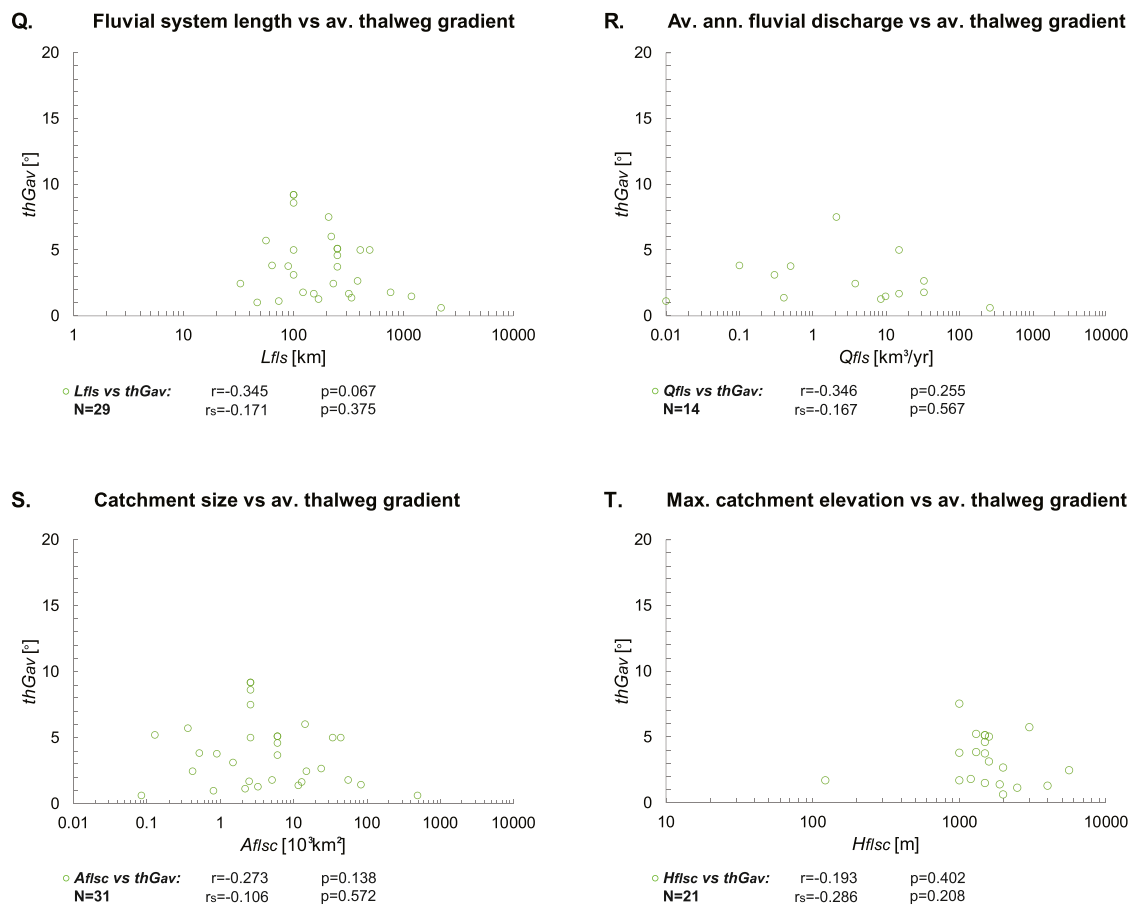 Q. Fluvial system length vs av. thalweg gradient
20
15
10
5
0
thGav [°]
1 10 100 1000 10000
Lfls [km]
Lfls vs thGav: r=-0.345 p=0.067
N=29 rs=-0.171 p=0.375
R. Av. ann. fluvial discharge vs av. thalweg gradient
20
15
10
5
0
thGav [°]
0.01 0.1 1 10 100 1000 10000
Qfls [km³/yr]
Qfls vs thGav: r=-0.346 p=0.255
N=14 rs=-0.167 p=0.567
S. Catchment size vs av. thalweg gradient
20
15
10
5
0
thGav [°]
0.01 0.1 1 10 100 1000 10000
Aflsc [10³km²]
Aflsc vs thGav: r=-0.273 p=0.138
N=31 rs=-0.106 p=0.572
T. Max. catchment elevation vs av. thalweg gradient
20
15
10
5
0
thGav [°]
10 100 1000 10000
Hflsc [m]
Hflsc vs thGav: r=-0.193 p=0.402
N=21 rs=-0.286 p=0.208